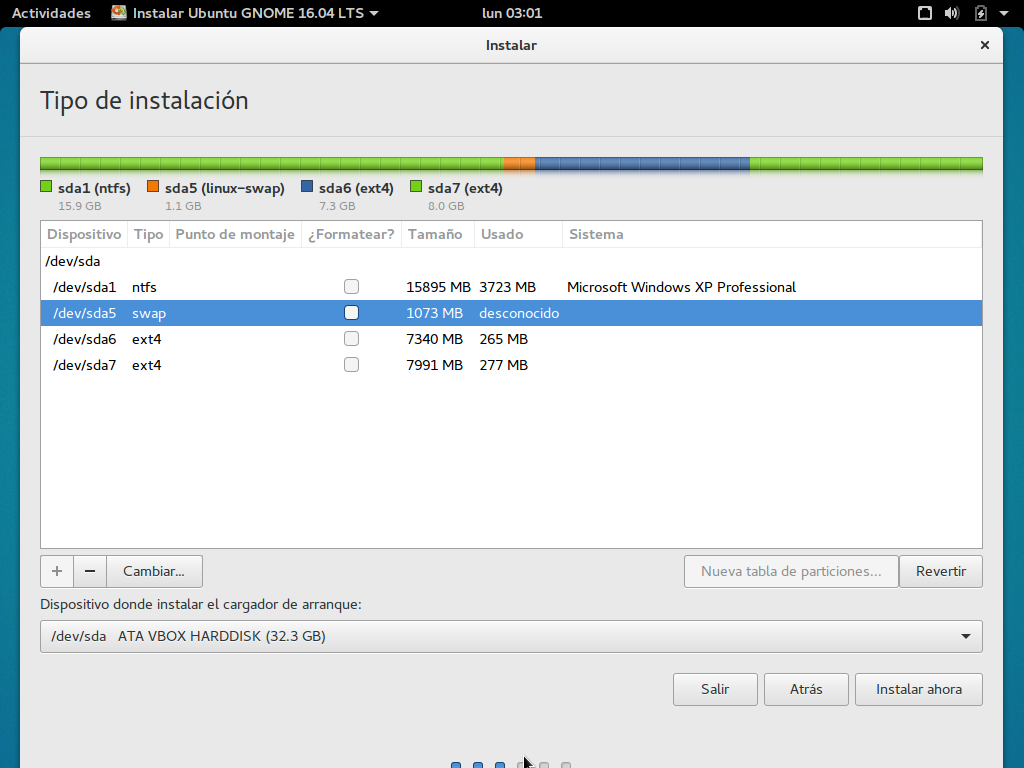 Actividades Instalar Ubuntu GNOME 16.04 LTS lun 03:01
Instalar
Tipo de instalación
sda1 (ntfs) sda5 (linux-swap) sda6 (ext4) sda7 (ext4)
15.9 GB 1.1 GB 7.3 GB 8.0 GB
Dispositivo Tipo Punto de montaje ¿Formatear? Tamaño Usado Sistema
/dev/sda
/dev/sda1 ntfs 15895 MB 3723 MB Microsoft Windows XP Professional
/dev/sda5 swap 1073 MB desconocido
/dev/sda6 ext4 7340 MB 265 MB
/dev/sda7 ext4 7991 MB 277 MB
+ − Cambiar... Nueva tabla de particiones... Revertir
Dispositivo donde instalar el cargador de arranque:
/dev/sda ATA VBOX HARDDISK (32.3 GB)
Salir Atrás Instalar ahora